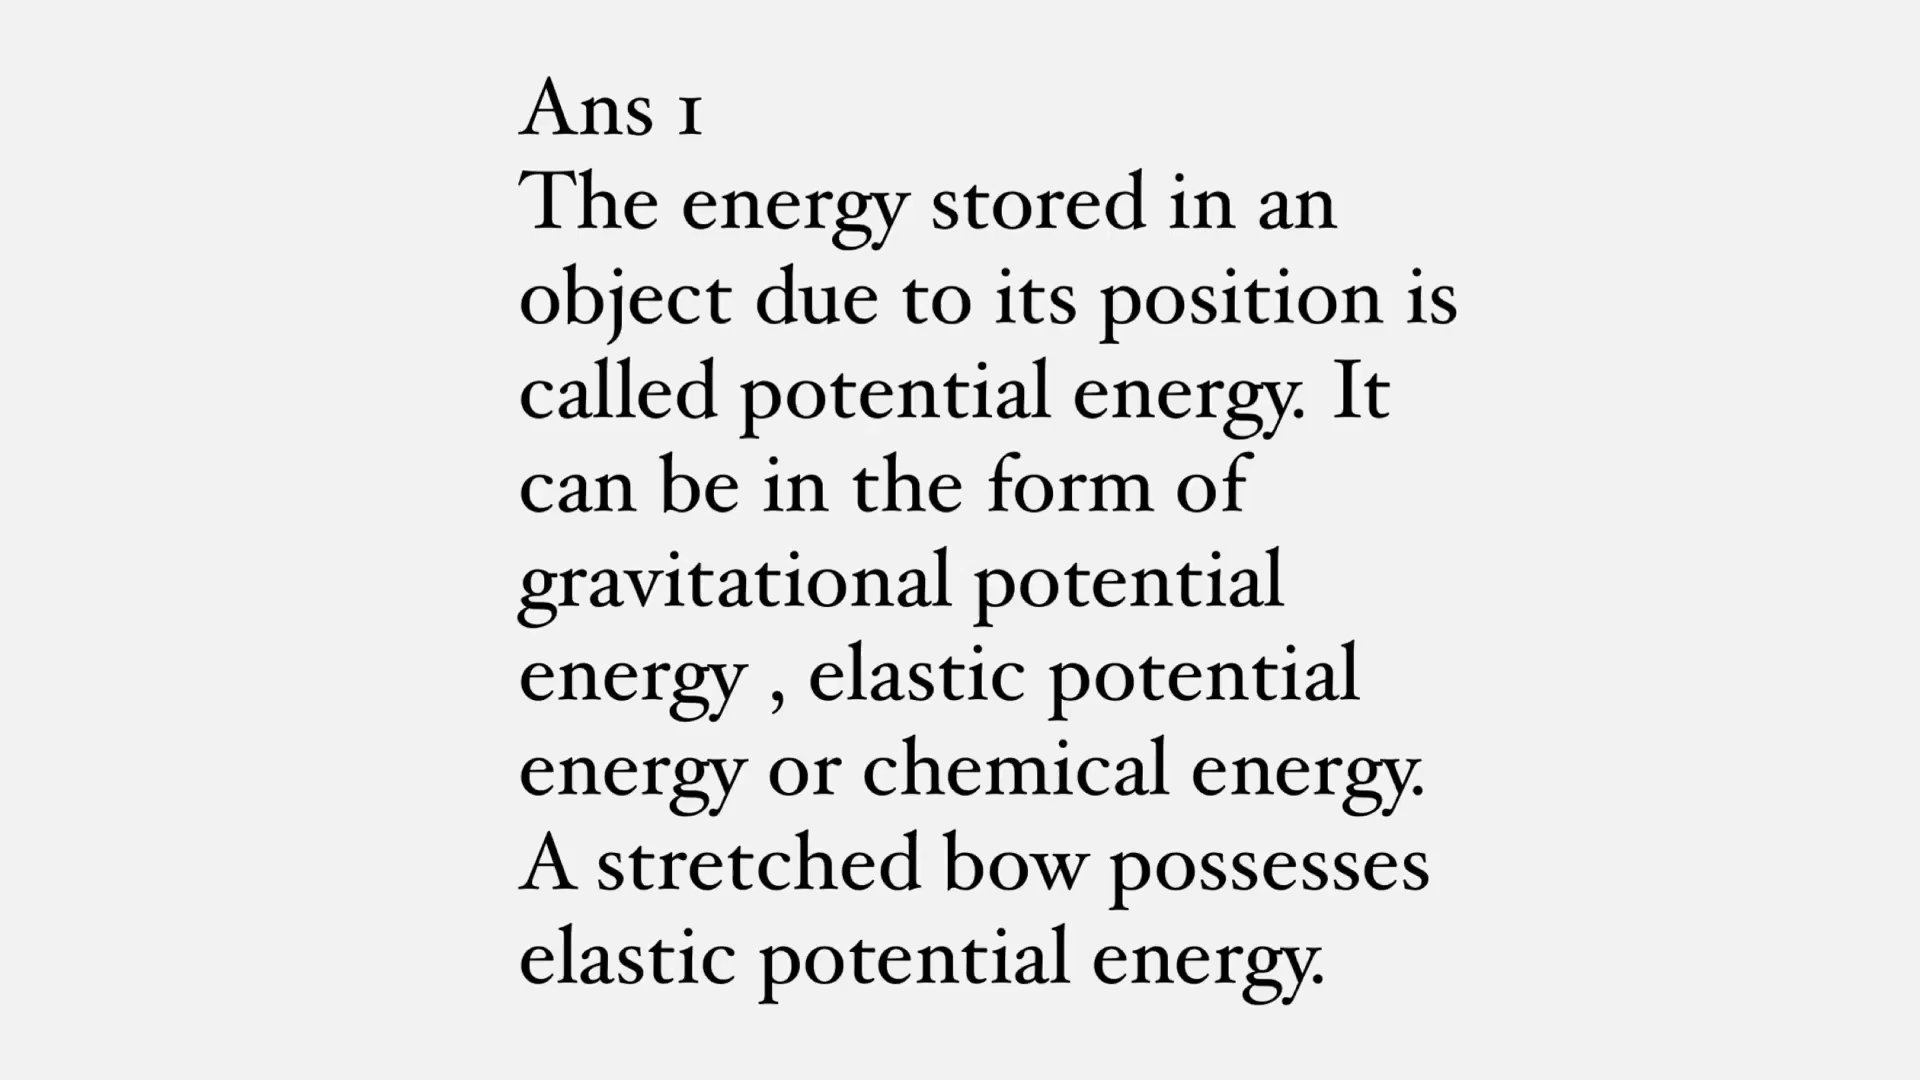 Ans 1
The energy stored in an
object due to its position is
called potential energy. It
can be in the form of
gravitational potential
energy , elastic potential
energy or chemical energy.
A stretched bow possesses
elastic potential energy.